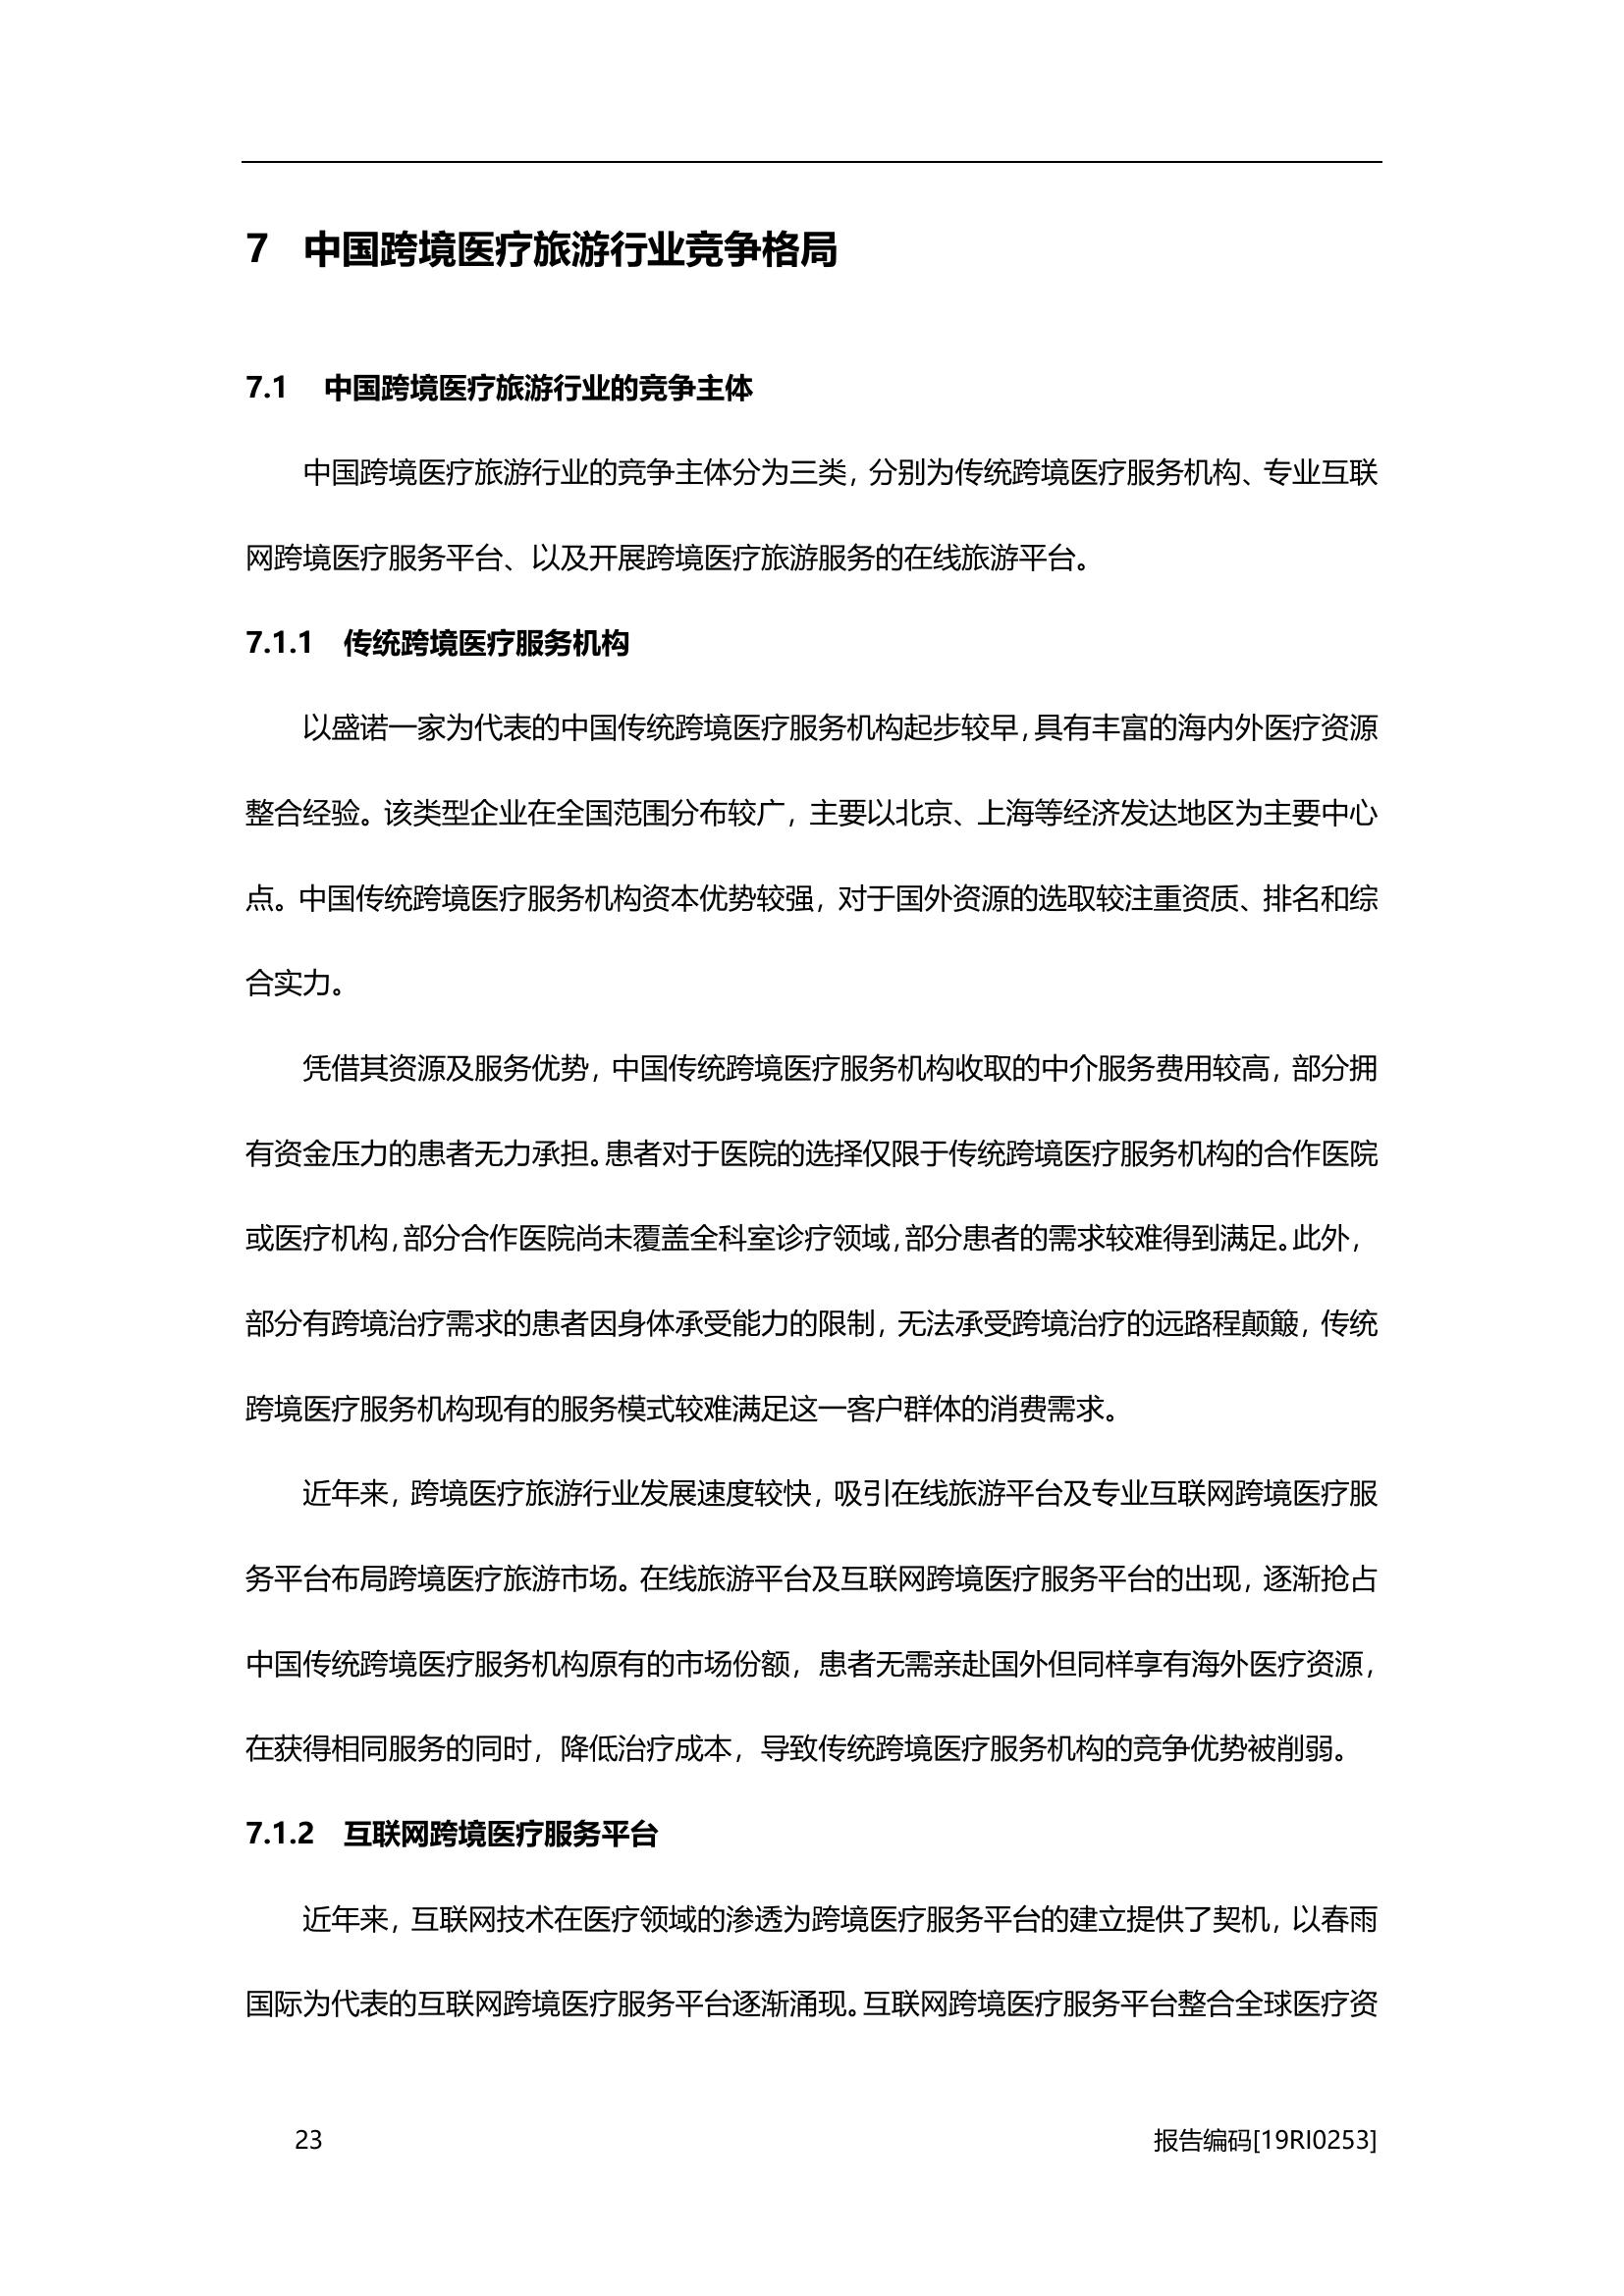 7 中国跨境医疗旅游行业竞争格局
7.1 中国跨境医疗旅游行业的竞争主体
中国跨境医疗旅游行业的竞争主体分为三类，分别为传统跨境医疗服务机构、专业互联
网跨境医疗服务平台、以及开展跨境医疗旅游服务的在线旅游平台。
7.1.1 传统跨境医疗服务机构
以盛诺一家为代表的中国传统跨境医疗服务机构起步较早，具有丰富的海内外医疗资源
整合经验。该类型企业在全国范围分布较广，主要以北京、上海等经济发达地区为主要中心
点。中国传统跨境医疗服务机构资本优势较强，对于国外资源的选取较注重资质、排名和综
合实力。
凭借其资源及服务优势，中国传统跨境医疗服务机构收取的中介服务费用较高，部分拥
有资金压力的患者无力承担。患者对于医院的选择仅限于传统跨境医疗服务机构的合作医院
或医疗机构，部分合作医院尚未覆盖全科室诊疗领域，部分患者的需求较难得到满足。此外，
部分有跨境治疗需求的患者因身体承受能力的限制，无法承受跨境治疗的远路程颠簸，传统
跨境医疗服务机构现有的服务模式较难满足这一客户群体的消费需求。
近年来，跨境医疗旅游行业发展速度较快，吸引在线旅游平台及专业互联网跨境医疗服
务平台布局跨境医疗旅游市场。在线旅游平台及互联网跨境医疗服务平台的出现，逐渐抢占
中国传统跨境医疗服务机构原有的市场份额，患者无需亲赴国外但同样享有海外医疗资源，
在获得相同服务的同时，降低治疗成本，导致传统跨境医疗服务机构的竞争优势被削弱。
7.1.2 互联网跨境医疗服务平台
近年来，互联网技术在医疗领域的渗透为跨境医疗服务平台的建立提供了契机，以春雨
国际为代表的互联网跨境医疗服务平台逐渐涌现。互联网跨境医疗服务平台整合全球医疗资
23 报告编码[19RI0253]